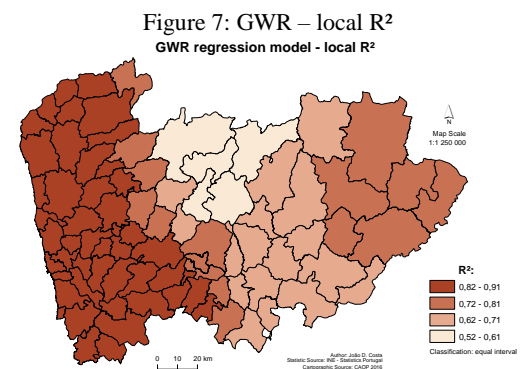 Figure 7: GWR – local R²
GWR regression model - local R²
N
Map Scale
1:1 250 000
R²:
0,82 - 0,91
0,72 - 0,81
0,62 - 0,71
0,52 - 0,61
Classification: equal interval
0 10 20 km
Author: João D. Costa
Statistic Source: INE - Statistics Portugal
Cartographic Source: CAOP 2016